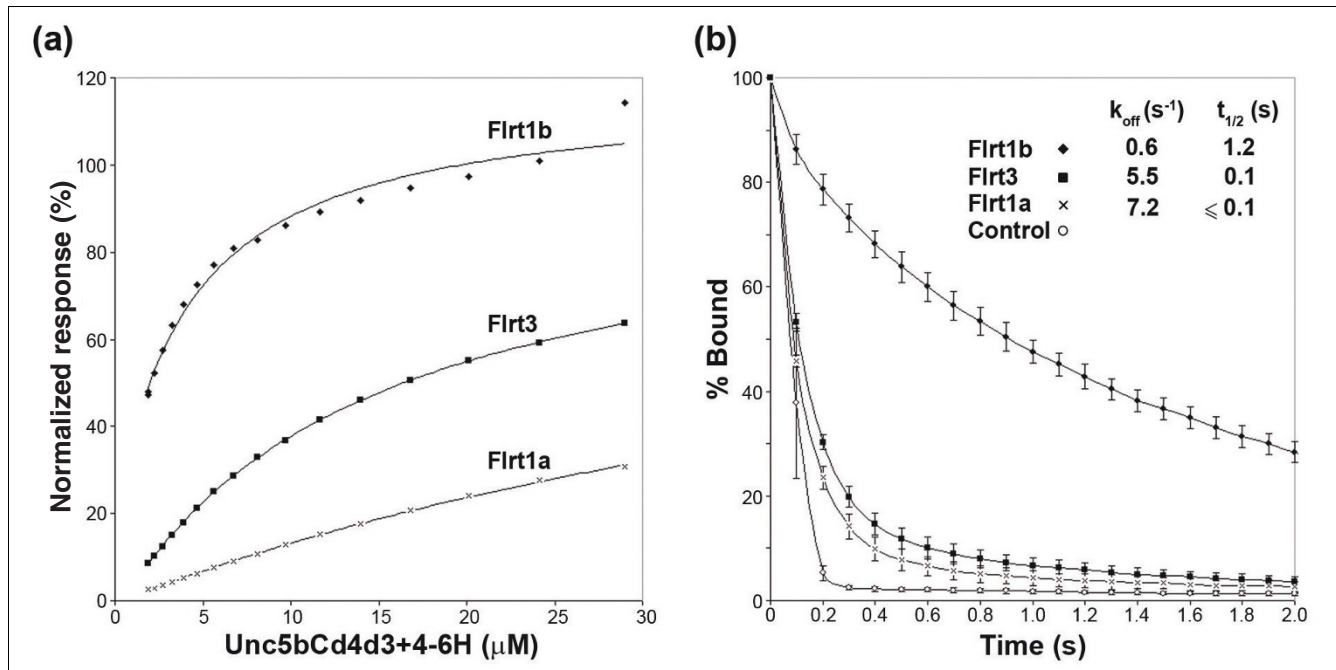 (a)
Normalized response (%)
120
100
80
60
40
20
0
Flrt1b
Flrt3
Flrt1a
0 5 10 15 20 25 30
Unc5bCd4d3+4-6H (μM)
(b)
% Bound
100
80
60
40
20
0
koff (s-1) t1/2 (s)
Flrt1b 0.6 1.2
Flrt3 5.5 0.1
Flrt1a 7.2 ⩽ 0.1
Control
0 0.2 0.4 0.6 0.8 1.0 1.2 1.4 1.6 1.8 2.0
Time (s)